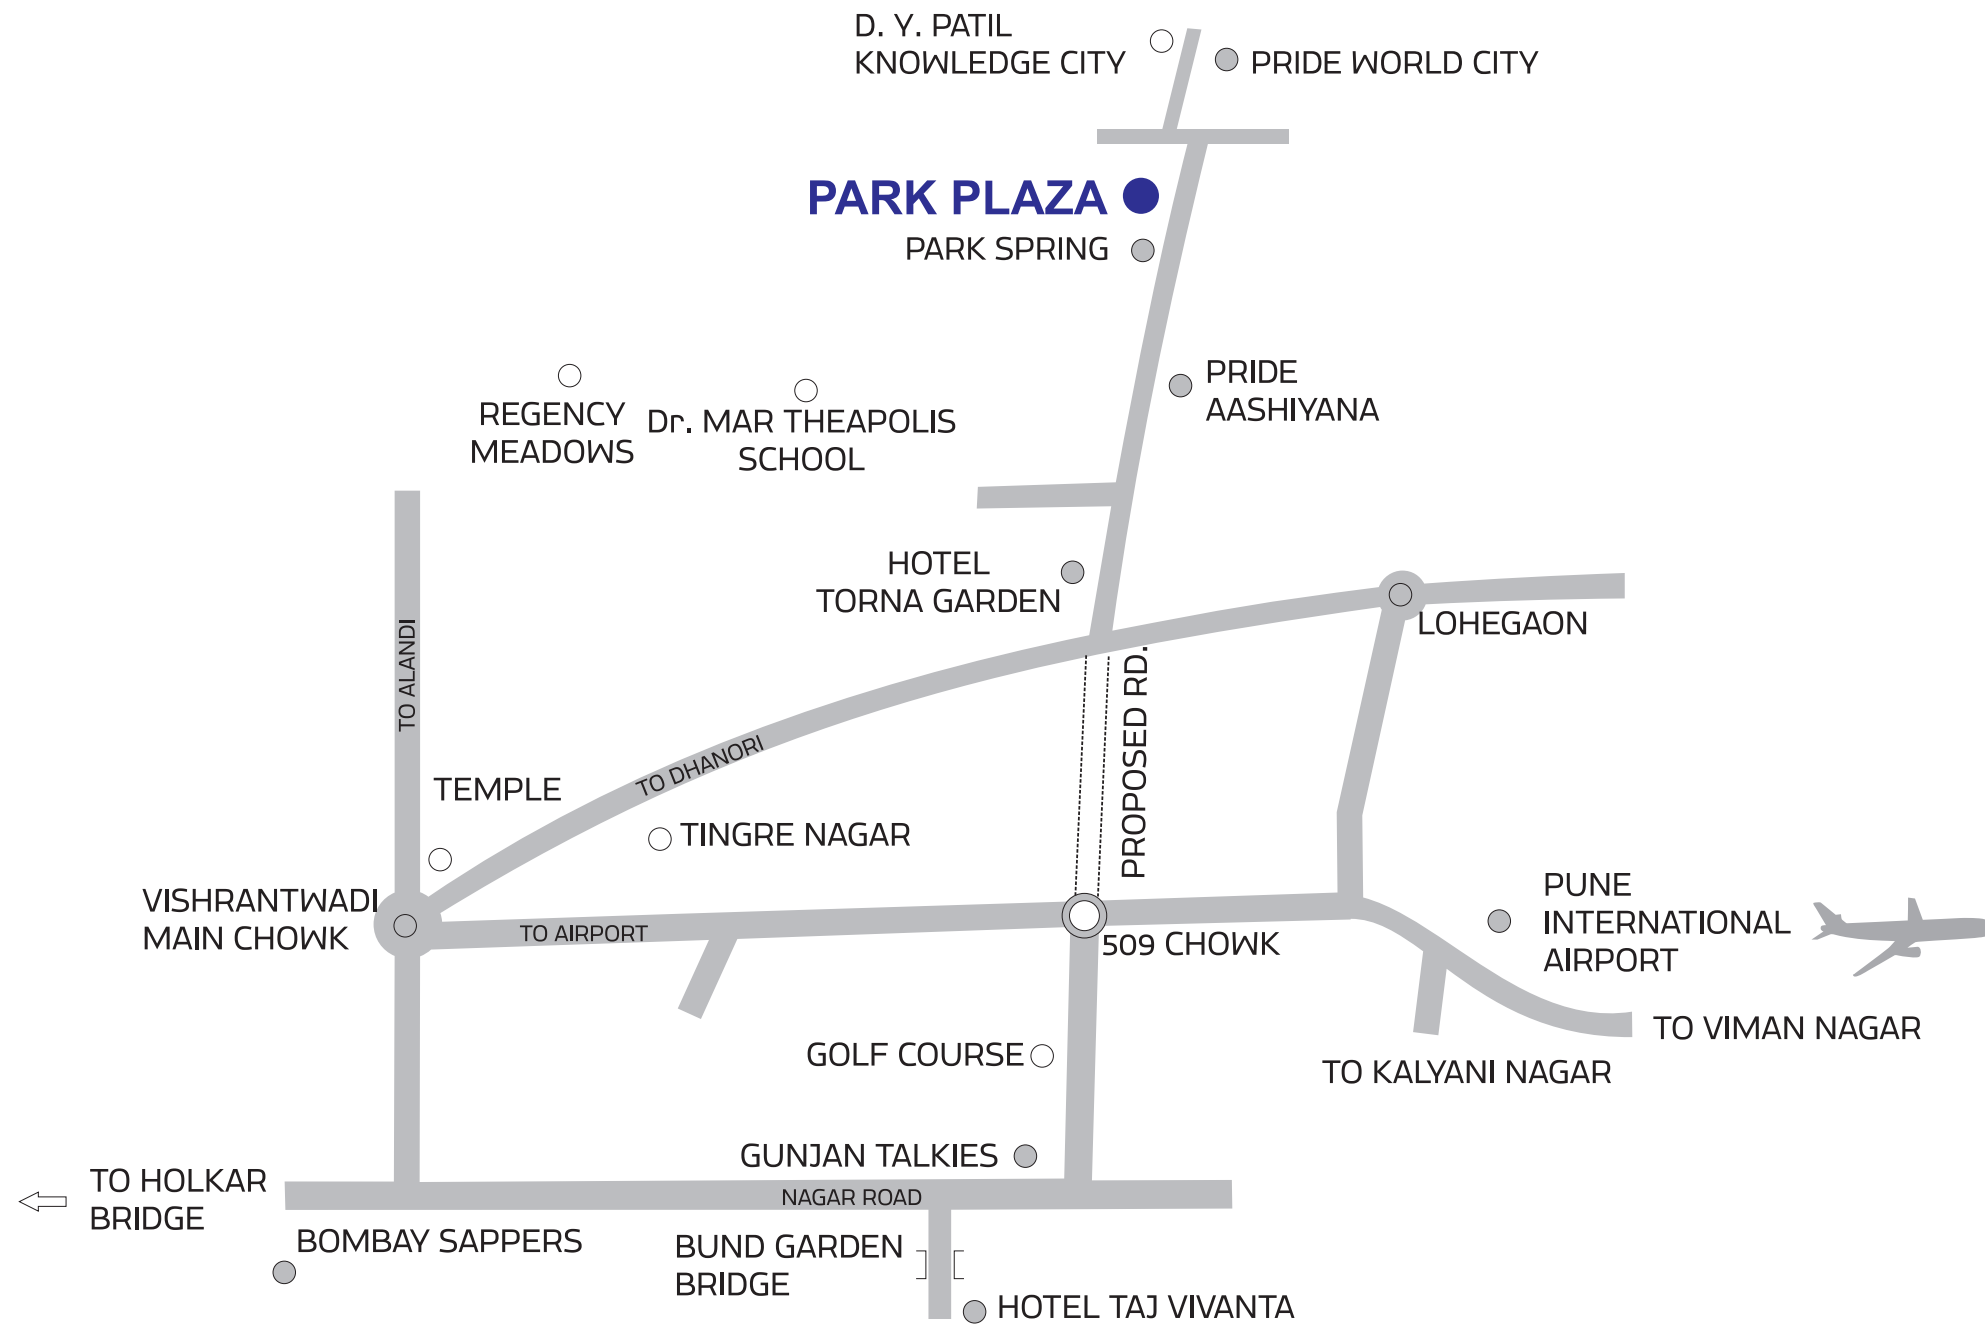 D. Y. PATIL
KNOWLEDGE CITY
PRIDE WORLD CITY
PARK PLAZA
PARK SPRING
PRIDE
AASHIYANA
REGENCY
MEADOWS
Dr. MAR THEAPOLIS
SCHOOL
HOTEL
TORNA GARDEN
LOHEGAON
TO ALANDI
PROPOSED RD.
TO DHANORI
TEMPLE
TINGRE NAGAR
VISHRANTWADI
MAIN CHOWK
TO AIRPORT
509 CHOWK
PUNE
INTERNATIONAL
AIRPORT
TO VIMAN NAGAR
TO KALYANI NAGAR
GOLF COURSE
GUNJAN TALKIES
TO HOLKAR
BRIDGE
NAGAR ROAD
BOMBAY SAPPERS
BUND GARDEN
BRIDGE
HOTEL TAJ VIVANTA